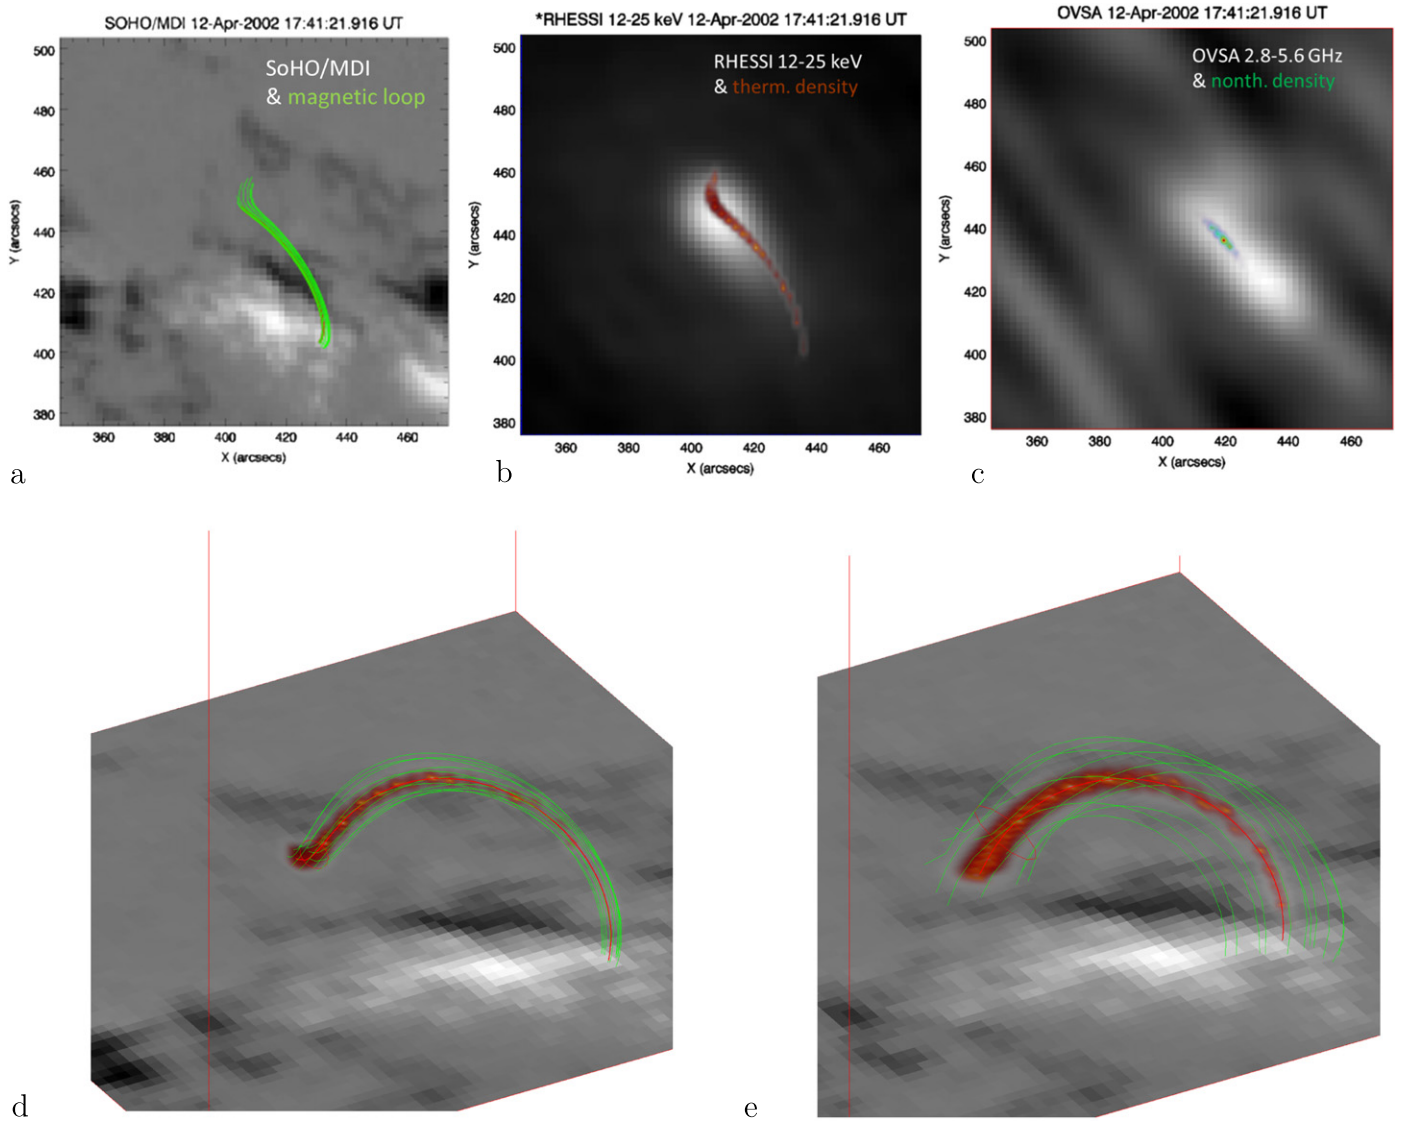 SOHO/MDI 12-Apr-2002 17:41:21.916 UT
SoHO/MDI
& magnetic loop
500
480
460
440
420
400
380
Y (arcsecs)
360 380 400 420 440 460
X (arcsecs)
a
*RHESSI 12-25 keV 12-Apr-2002 17:41:21.916 UT
RHESSI 12-25 keV
& therm. density
500
480
460
440
420
400
380
Y (arcsecs)
360 380 400 420 440 460
X (arcsecs)
b
OVSA 12-Apr-2002 17:41:21.916 UT
OVSA 2.8-5.6 GHz
& nonth. density
500
480
460
440
420
400
380
Y (arcsecs)
360 380 400 420 440 460
X (arcsecs)
c
d
e